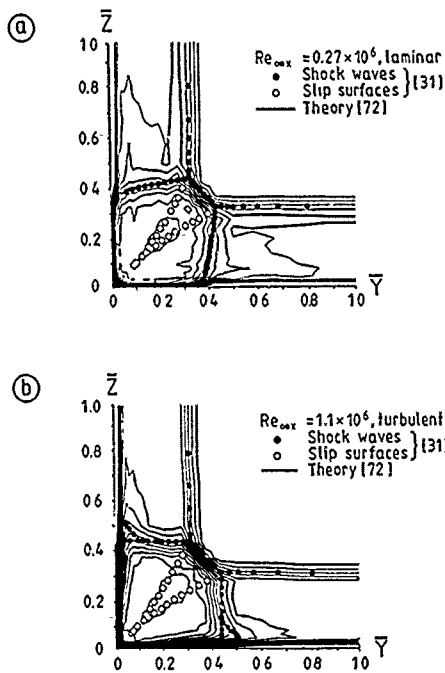 a
Z̄
1.0
0.8
0.6
0.4
0.2
0
0 0.2 0.4 0.6 0.8 1.0
Ȳ
Re∞x = 0.27×10⁶, laminar
● Shock waves
○ Slip surfaces } [31]
— Theory [72]
b
Z̄
1.0
0.8
0.6
0.4
0.2
0
0 0.2 0.4 0.6 0.8 1.0
Ȳ
Re∞x = 1.1×10⁶, turbulent
● Shock waves
○ Slip surfaces } [31]
— Theory [72]